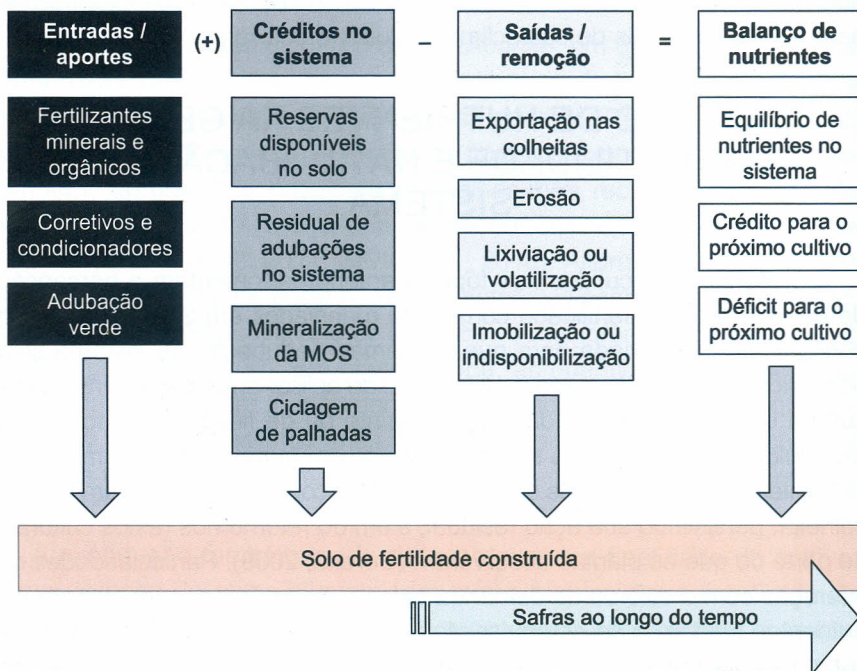 Entradas /
aportes
(+)
Créditos no
sistema
–
Saídas /
remoção
=
Balanço de
nutrientes
Fertilizantes
minerais e
orgânicos
Corretivos e
condicionadores
Adubação
verde
Reservas
disponíveis
no solo
Residual de
adubações
no sistema
Mineralização
da MOS
Ciclagem
de palhadas
Exportação nas
colheitas
Erosão
Lixiviação ou
volatilização
Imobilização ou
indisponibilização
Equilíbrio de
nutrientes no
sistema
Crédito para o
próximo cultivo
Déficit para o
próximo cultivo
Solo de fertilidade construída
Safras ao longo do tempo